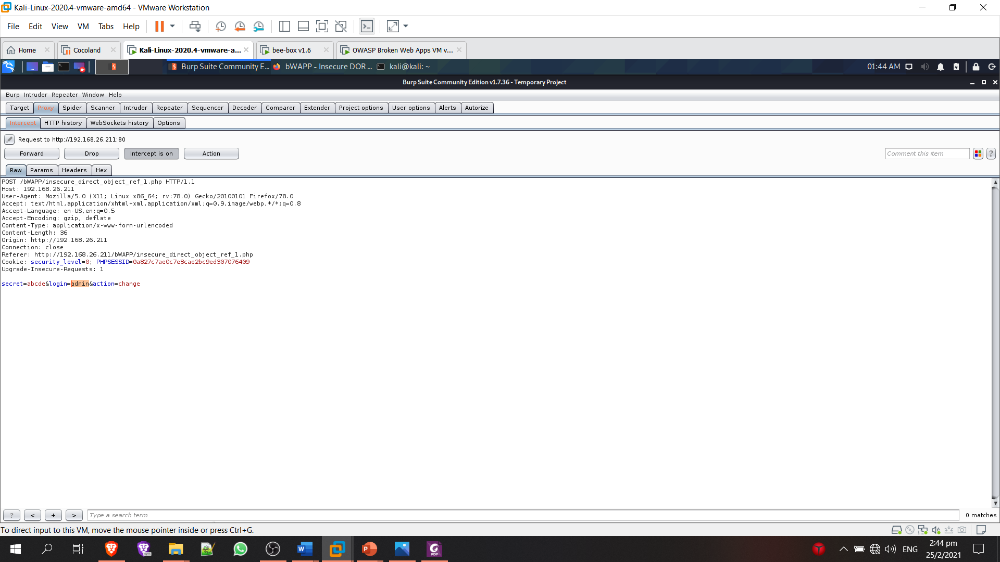 Kali-Linux-2020.4-vmware-amd64 - VMware Workstation
File Edit View VM Tabs Help
Home Cocoland Kali-Linux-2020.4-vmware-a... bee-box v1.6 OWASP Broken Web Apps VM v...
Burp Suite Community E... bWAPP - Insecure DOR ... kali@kali: ~ 01:44 AM
Burp Suite Community Edition v1.7.36 - Temporary Project
Burp Intruder Repeater Window Help
Target Proxy Spider Scanner Intruder Repeater Sequencer Decoder Comparer Extender Project options User options Alerts Autorize
Intercept HTTP history WebSockets history Options
Request to http://192.168.26.211:80
Forward Drop Intercept is on Action Comment this item ?
Raw Params Headers Hex
POST /bWAPP/insecure_direct_object_ref_1.php HTTP/1.1
Host: 192.168.26.211
User-Agent: Mozilla/5.0 (X11; Linux x86_64; rv:78.0) Gecko/20100101 Firefox/78.0
Accept: text/html,application/xhtml+xml,application/xml;q=0.9,image/webp,*/*;q=0.8
Accept-Language: en-US,en;q=0.5
Accept-Encoding: gzip, deflate
Content-Type: application/x-www-form-urlencoded
Content-Length: 36
Origin: http://192.168.26.211
Connection: close
Referer: http://192.168.26.211/bWAPP/insecure_direct_object_ref_1.php
Cookie: security_level=0; PHPSESSID=0a827c7ae0c7e3cae2bc9ed307076409
Upgrade-Insecure-Requests: 1
secret=abcde&login=admin&action=change
? < + > Type a search term 0 matches
To direct input to this VM, move the mouse pointer inside or press Ctrl+G.
ENG 2:44 pm
25/2/2021